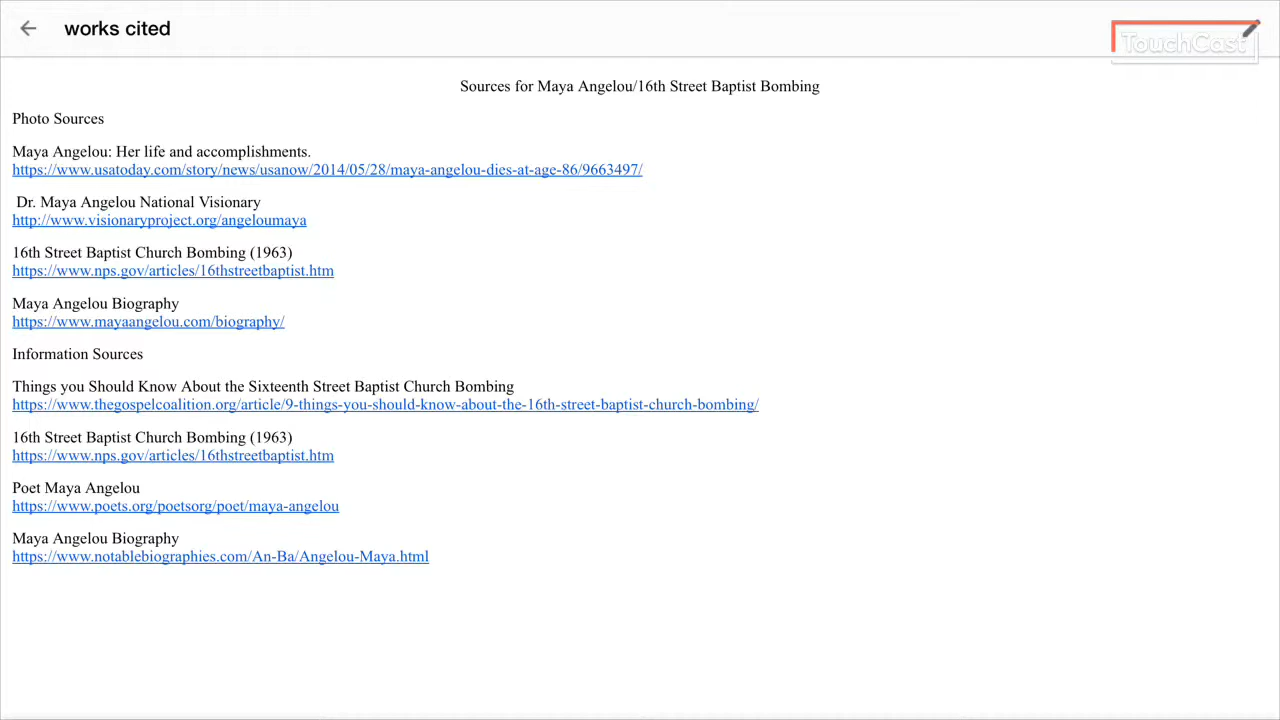 works cited
TouchCast
Sources for Maya Angelou/16th Street Baptist Bombing
Photo Sources
Maya Angelou: Her life and accomplishments.
https://www.usatoday.com/story/news/usanow/2014/05/28/maya-angelou-dies-at-age-86/9663497/
Dr. Maya Angelou National Visionary
http://www.visionaryproject.org/angeloumaya
16th Street Baptist Church Bombing (1963)
https://www.nps.gov/articles/16thstreetbaptist.htm
Maya Angelou Biography
https://www.mayaangelou.com/biography/
Information Sources
Things you Should Know About the Sixteenth Street Baptist Church Bombing
https://www.thegospelcoalition.org/article/9-things-you-should-know-about-the-16th-street-baptist-church-bombing/
16th Street Baptist Church Bombing (1963)
https://www.nps.gov/articles/16thstreetbaptist.htm
Poet Maya Angelou
https://www.poets.org/poetsorg/poet/maya-angelou
Maya Angelou Biography
https://www.notablebiographies.com/An-Ba/Angelou-Maya.html